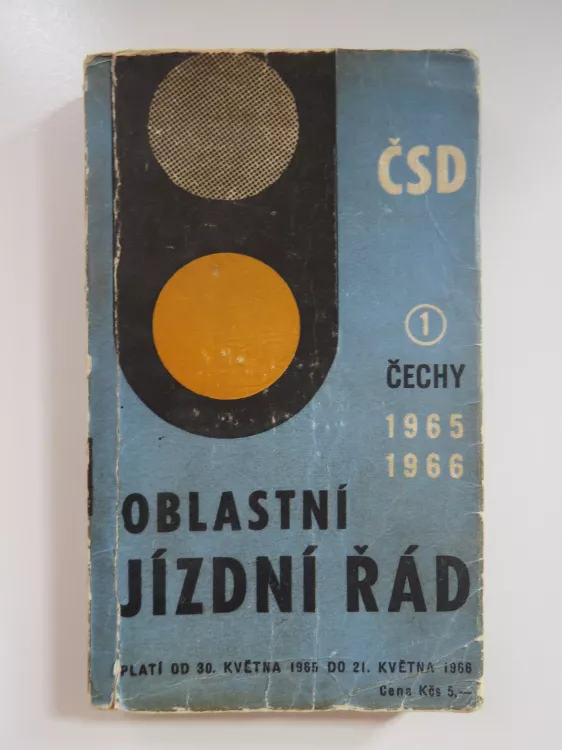 ČSD
1
ČECHY
1965
1966
OBLASTNÍ
JÍZDNÍ ŘÁD
PLATÍ OD 30. KVĚTNA 1965 DO 21. KVĚTNA 1966
Cena Kčs 5,—